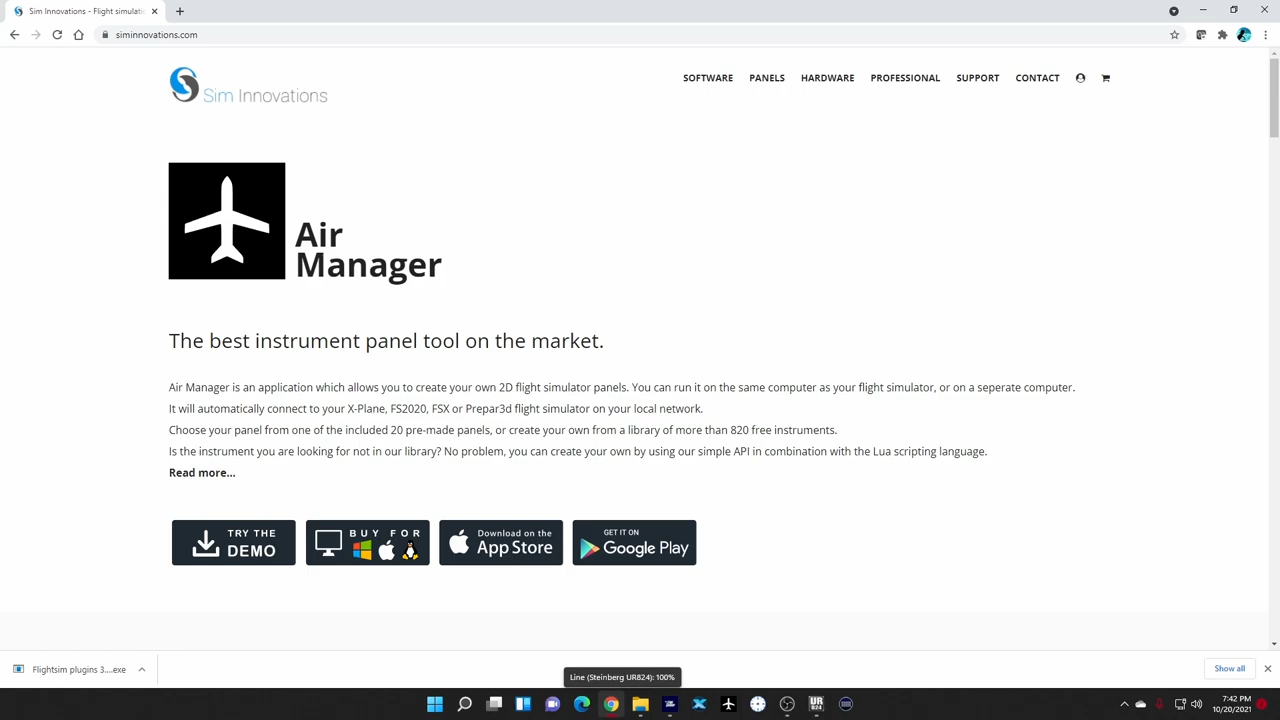 Sim Innovations - Flight simulati
siminnovations.com
Sim Innovations
SOFTWARE PANELS HARDWARE PROFESSIONAL SUPPORT CONTACT
Air
Manager
The best instrument panel tool on the market.
Air Manager is an application which allows you to create your own 2D flight simulator panels. You can run it on the same computer as your flight simulator, or on a seperate computer.
It will automatically connect to your X-Plane, FS2020, FSX or Prepar3d flight simulator on your local network.
Choose your panel from one of the included 20 pre-made panels, or create your own from a library of more than 820 free instruments.
Is the instrument you are looking for not in our library? No problem, you can create your own by using our simple API in combination with the Lua scripting language.
Read more...
TRY THE
DEMO
BUY FOR
Download on the
App Store
GET IT ON
Google Play
Flightsim plugins 3....exe
Show all
Line (Steinberg UR824): 100%
UR
824
7:42 PM
10/20/2021